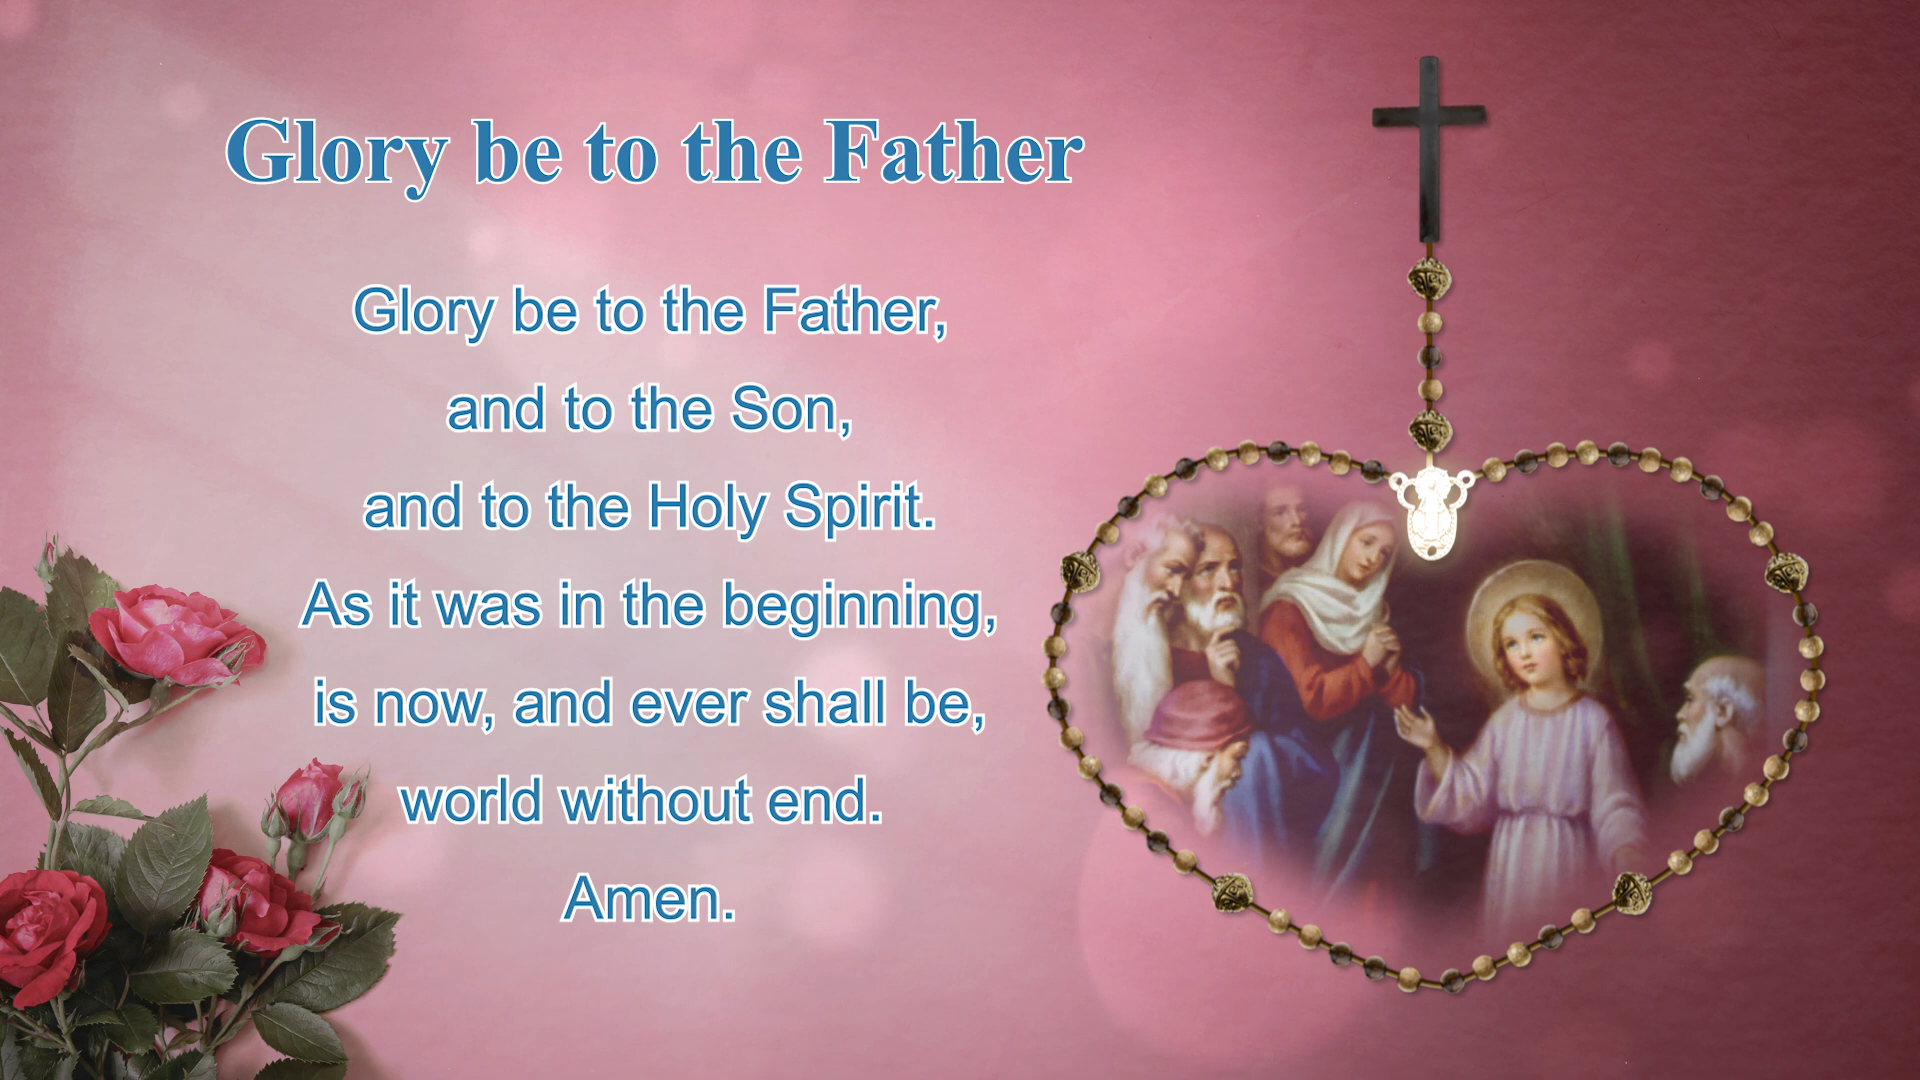 Glory be to the Father
Glory be to the Father,
and to the Son,
and to the Holy Spirit.
As it was in the beginning,
is now, and ever shall be,
world without end.
Amen.